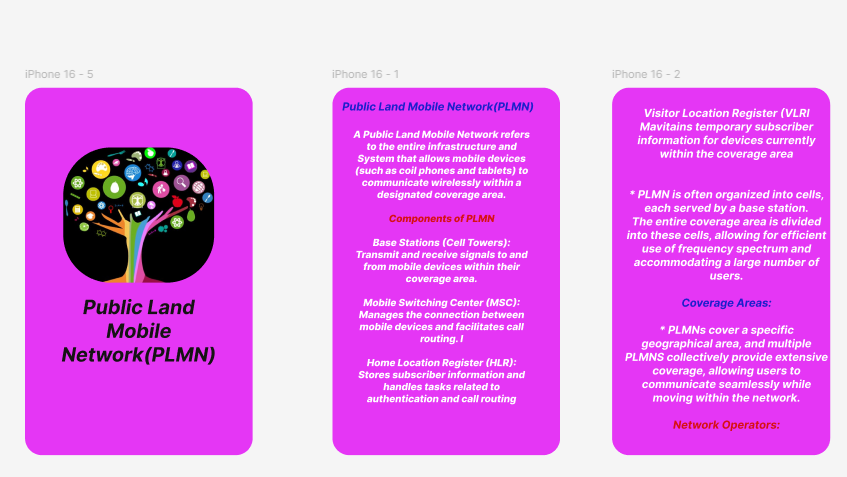 iPhone 16 - 5
Public Land
Mobile
Network(PLMN)
iPhone 16 - 1
Public Land Mobile Network(PLMN)
A Public Land Mobile Network refers
to the entire infrastructure and
System that allows mobile devices
(such as coil phones and tablets) to
communicate wirelessly within a
designated coverage area.
Components of PLMN
Base Stations (Cell Towers):
Transmit and receive signals to and
from mobile devices within their
coverage area.
Mobile Switching Center (MSC):
Manages the connection between
mobile devices and facilitates call
routing. I
Home Location Register (HLR):
Stores subscriber information and
handles tasks related to
authentication and call routing
iPhone 16 - 2
Visitor Location Register (VLRI
Mavitains temporary subscriber
information for devices currently
within the coverage area
* PLMN is often organized into cells,
each served by a base station.
The entire coverage area is divided
into these cells, allowing for efficient
use of frequency spectrum and
accommodating a large number of
users.
Coverage Areas:
* PLMNs cover a specific
geographical area, and multiple
PLMNS collectively provide extensive
coverage, allowing users to
communicate seamlessly while
moving within the network.
Network Operators: